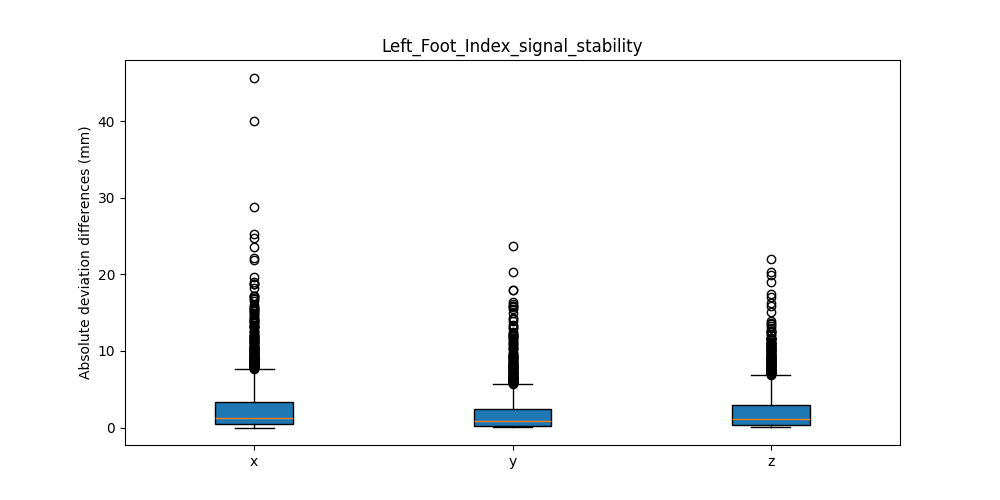 Left_Foot_Index_signal_stability
Absolute deviation differences (mm)
40
30
20
10
0
x y z